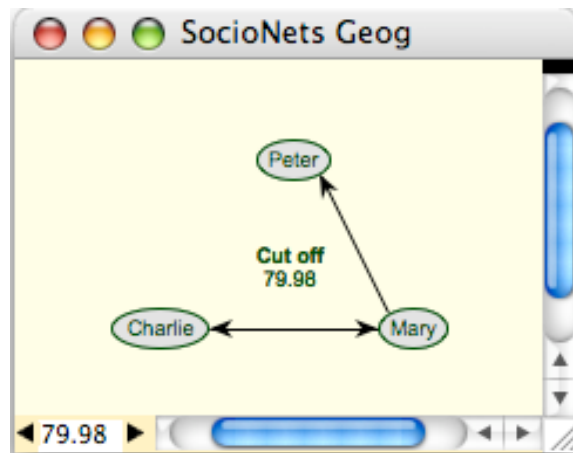 SocioNets Geog
Peter
Cut off
79.98
Charlie
Mary
79.98